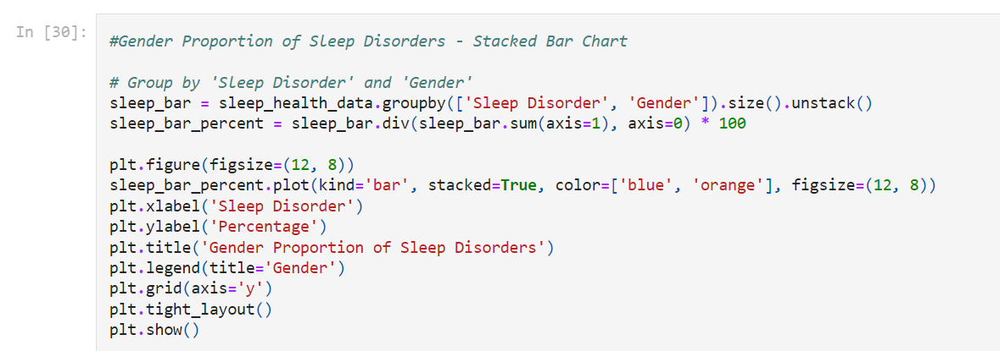 In [30]:
#Gender Proportion of Sleep Disorders - Stacked Bar Chart
# Group by 'Sleep Disorder' and 'Gender'
sleep_bar = sleep_health_data.groupby(['Sleep Disorder', 'Gender']).size().unstack()
sleep_bar_percent = sleep_bar.div(sleep_bar.sum(axis=1), axis=0) * 100
plt.figure(figsize=(12, 8))
sleep_bar_percent.plot(kind='bar', stacked=True, color=['blue', 'orange'], figsize=(12, 8))
plt.xlabel('Sleep Disorder')
plt.ylabel('Percentage')
plt.title('Gender Proportion of Sleep Disorders')
plt.legend(title='Gender')
plt.grid(axis='y')
plt.tight_layout()
plt.show()